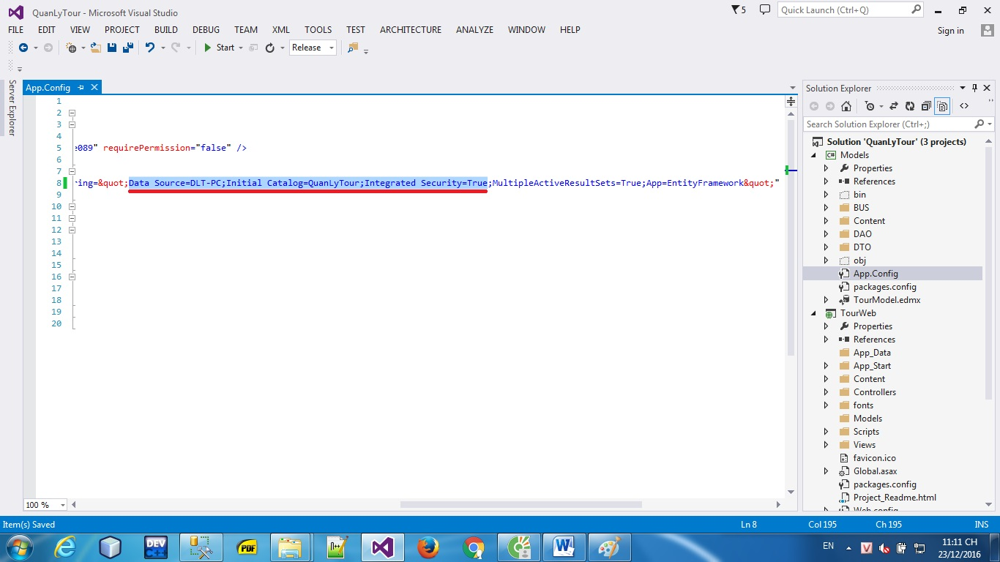 QuanLyTour - Microsoft Visual Studio
5
Quick Launch (Ctrl+Q)
FILE EDIT VIEW PROJECT BUILD DEBUG TEAM XML TOOLS TEST ARCHITECTURE ANALYZE WINDOW HELP
Sign in
Start
Release
Server Explorer
App.Config
1
2
3
4
5 :089" requirePermission="false" />
6
7
8 ring=&quot;Data Source=DLT-PC;Initial Catalog=QuanLyTour;Integrated Security=True;MultipleActiveResultSets=True;App=EntityFramework&quot;"
9
10
11
12
13
14
15
16
17
18
19
20
100 %
Solution Explorer
Search Solution Explorer (Ctrl+;)
Solution 'QuanLyTour' (3 projects)
C# Models
Properties
References
bin
BUS
Content
DAO
DTO
obj
App.Config
packages.config
TourModel.edmx
TourWeb
Properties
References
App_Data
App_Start
Content
Controllers
fonts
Models
Scripts
Views
favicon.ico
Global.asax
packages.config
Project_Readme.html
Web.config
Item(s) Saved
Ln 8 Col 195 Ch 195 INS
DEV C++
PDF
EN
V
11:11 CH
23/12/2016